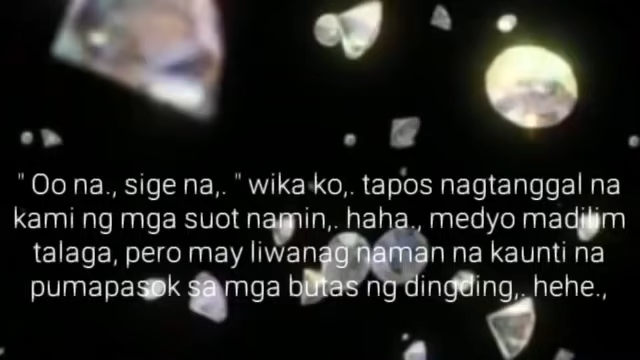 " Oo na., sige na,. " wika ko,. tapos nagtanggal na
kami ng mga suot namin,. haha., medyo madilim
talaga, pero may liwanag naman na kaunti na
pumapasok sa mga butas ng dingding,. hehe.,